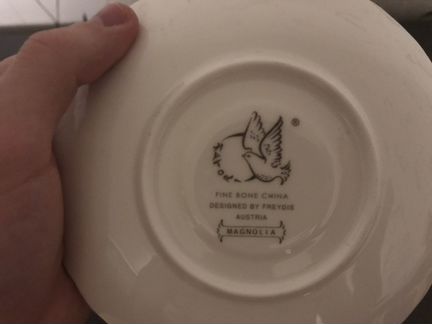 ®
FINE BONE CHINA
DESIGNED BY FREYDIS
AUSTRIA
MAGNOLIA